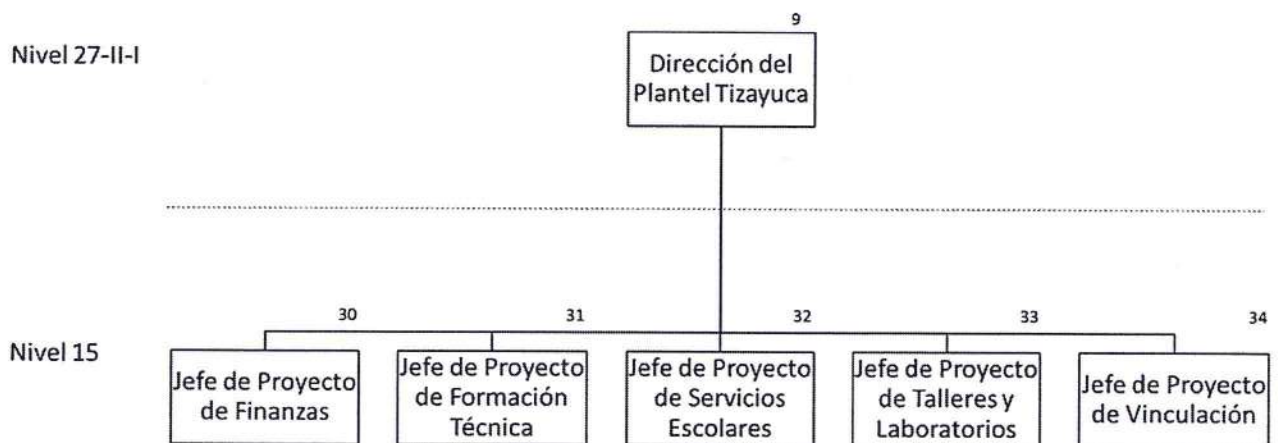 9
Nivel 27-II-I
Dirección del
Plantel Tizayuca
30
31
32
33
34
Nivel 15
Jefe de Proyecto
de Finanzas
Jefe de Proyecto
de Formación
Técnica
Jefe de Proyecto
de Servicios
Escolares
Jefe de Proyecto
de Talleres y
Laboratorios
Jefe de Proyecto
de Vinculación